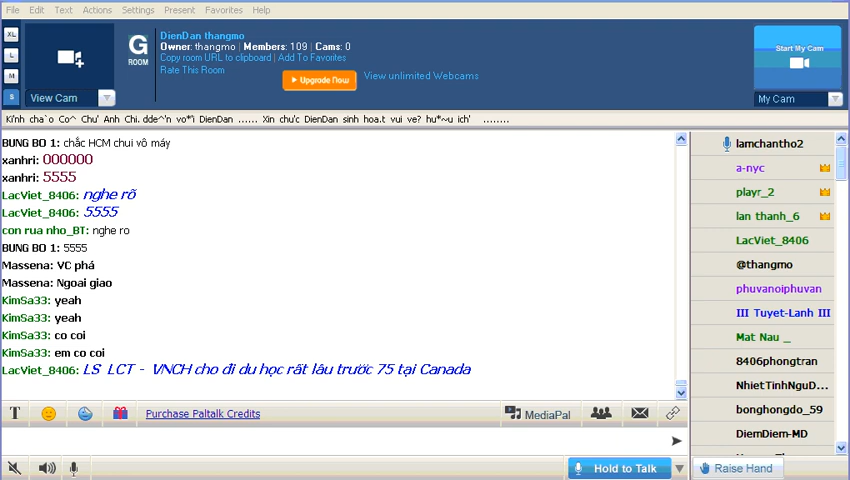 File Edit Text Actions Settings Present Favorites Help
XL
L
M
S
View Cam
G
ROOM
DienDan thangmo
Owner: thangmo | Members: 109 | Cams: 0
Copy room URL to clipboard | Add To Favorites
Rate This Room
Upgrade Now
View unlimited Webcams
Start My Cam
My Cam
Ki'nh cha`o Co^ Chu' Anh Chi. dde^'n vo*'i DienDan ...... Xin chu'c DienDan sinh hoa.t vui ve? hu*~u ich' ........
BUNG BO 1: chắc HCM chui vô máy
xanhri: 000000
xanhri: 5555
LacViet_8406: nghe rõ
LacViet_8406: 5555
con rua nho_BT: nghe ro
BUNG BO 1: 5555
Massena: VC phá
Massena: Ngoai giao
KimSa33: yeah
KimSa33: yeah
KimSa33: co coi
KimSa33: em co coi
LacViet_8406: LS LCT - VNCH cho đi du học rất lâu trước 75 tại Canada
lamchantho2
a-nyc
playr_2
lan thanh_6
LacViet_8406
@thangmo
phuvanoiphuvan
III Tuyet-Lanh III
Mat Nau _
8406phongtran
NhietTinhNguD...
bonghongdo_59
DiemDiem-MD
T
Purchase Paltalk Credits
MediaPal
Hold to Talk
Raise Hand